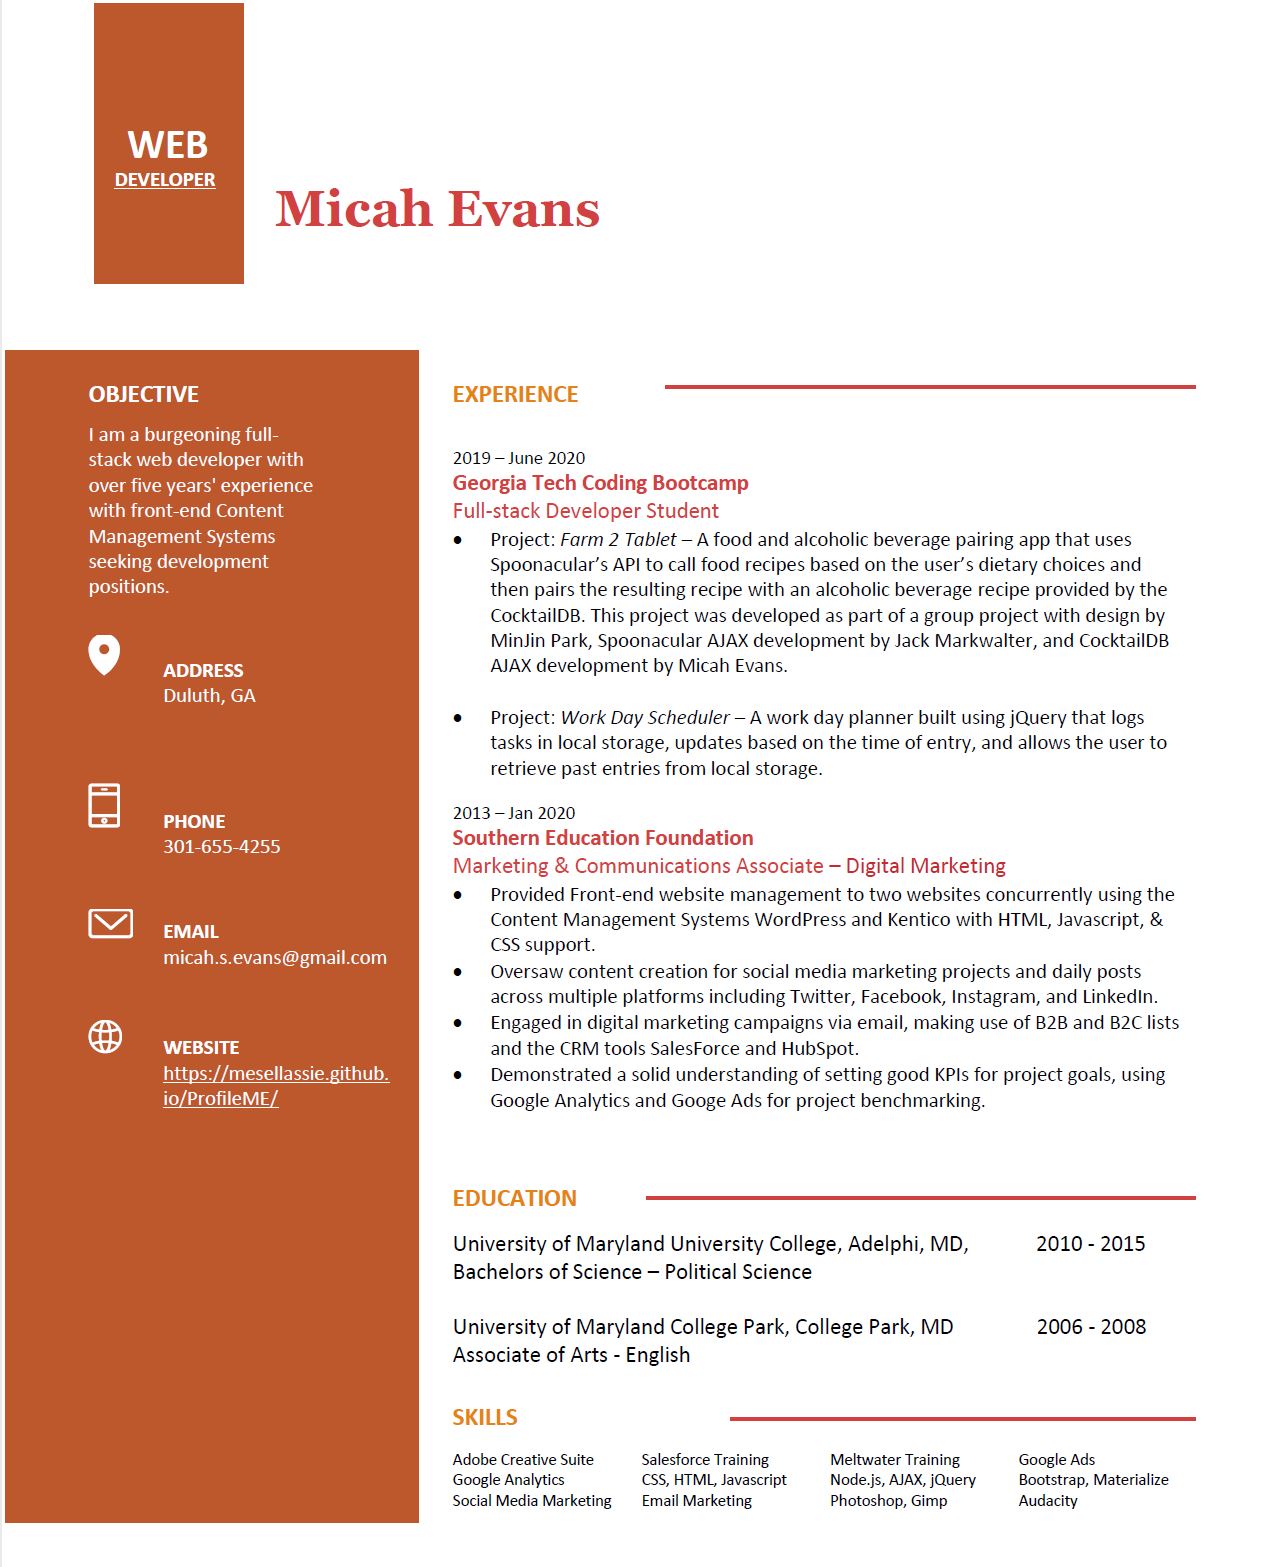 WEB
DEVELOPER
Micah Evans
OBJECTIVE
I am a burgeoning full-
stack web developer with
over five years' experience
with front-end Content
Management Systems
seeking development
positions.
ADDRESS
Duluth, GA
PHONE
301-655-4255
EMAIL
micah.s.evans@gmail.com
WEBSITE
https://mesellassie.github.
io/ProfileME/
EXPERIENCE
2019 – June 2020
Georgia Tech Coding Bootcamp
Full-stack Developer Student
• Project: Farm 2 Tablet – A food and alcoholic beverage pairing app that uses
Spoonacular’s API to call food recipes based on the user’s dietary choices and
then pairs the resulting recipe with an alcoholic beverage recipe provided by the
CocktailDB. This project was developed as part of a group project with design by
MinJin Park, Spoonacular AJAX development by Jack Markwalter, and CocktailDB
AJAX development by Micah Evans.
• Project: Work Day Scheduler – A work day planner built using jQuery that logs
tasks in local storage, updates based on the time of entry, and allows the user to
retrieve past entries from local storage.
2013 – Jan 2020
Southern Education Foundation
Marketing & Communications Associate – Digital Marketing
• Provided Front-end website management to two websites concurrently using the
Content Management Systems WordPress and Kentico with HTML, Javascript, &
CSS support.
• Oversaw content creation for social media marketing projects and daily posts
across multiple platforms including Twitter, Facebook, Instagram, and LinkedIn.
• Engaged in digital marketing campaigns via email, making use of B2B and B2C lists
and the CRM tools SalesForce and HubSpot.
• Demonstrated a solid understanding of setting good KPIs for project goals, using
Google Analytics and Googe Ads for project benchmarking.
EDUCATION
University of Maryland University College, Adelphi, MD, 2010 - 2015
Bachelors of Science – Political Science
University of Maryland College Park, College Park, MD 2006 - 2008
Associate of Arts - English
SKILLS
Adobe Creative Suite Salesforce Training Meltwater Training Google Ads
Google Analytics CSS, HTML, Javascript Node.js, AJAX, jQuery Bootstrap, Materialize
Social Media Marketing Email Marketing Photoshop, Gimp Audacity